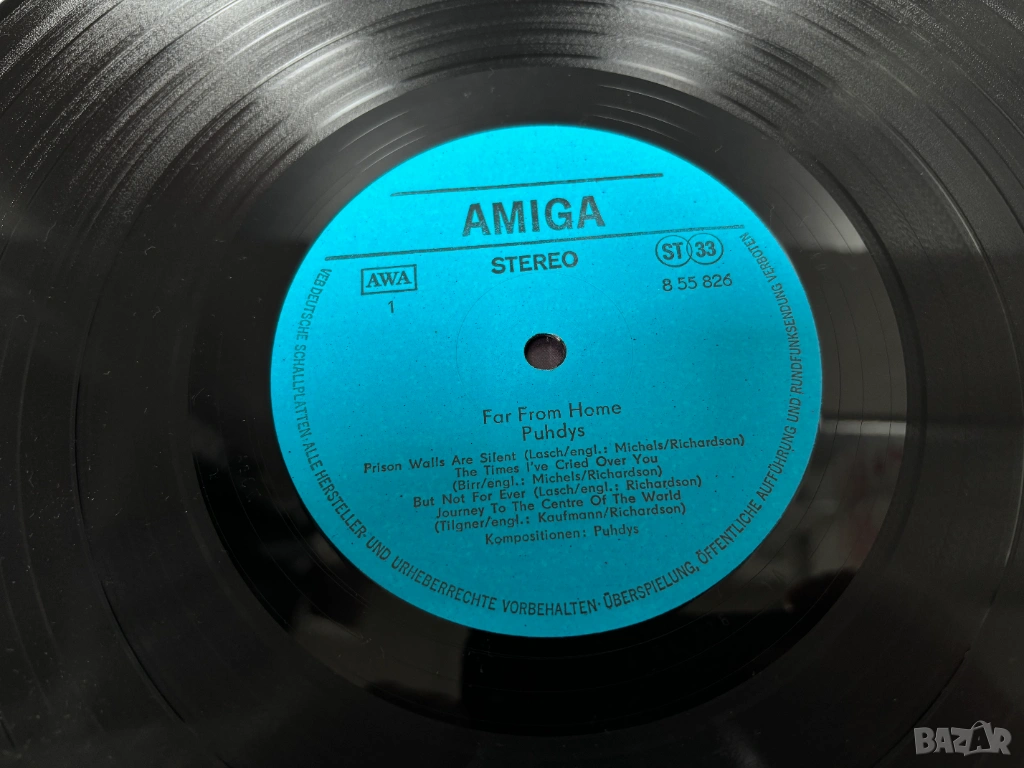 AMIGA
STEREO
ST 33
AWA
8 55 826
1
Far From Home
Puhdys
Prison Walls Are Silent (Lasch/engl.: Michels/Richardson)
The Times I've Cried Over You
(Birr/engl.: Michels/Richardson)
But Not For Ever (Lasch/engl.: Richardson)
Journey To The Centre Of The World
(Tilgner/engl.: Kaufmann/Richardson)
Kompositionen: Puhdys
VEB DEUTSCHE SCHALLPLATTEN · ALLE HERSTELLER- UND URHEBERRECHTE VORBEHALTEN · ÜBERSPIELUNG, ÖFFENTLICHE AUFFÜHRUNG UND RUNDFUNKSENDUNG VERBOTEN
BAZAR